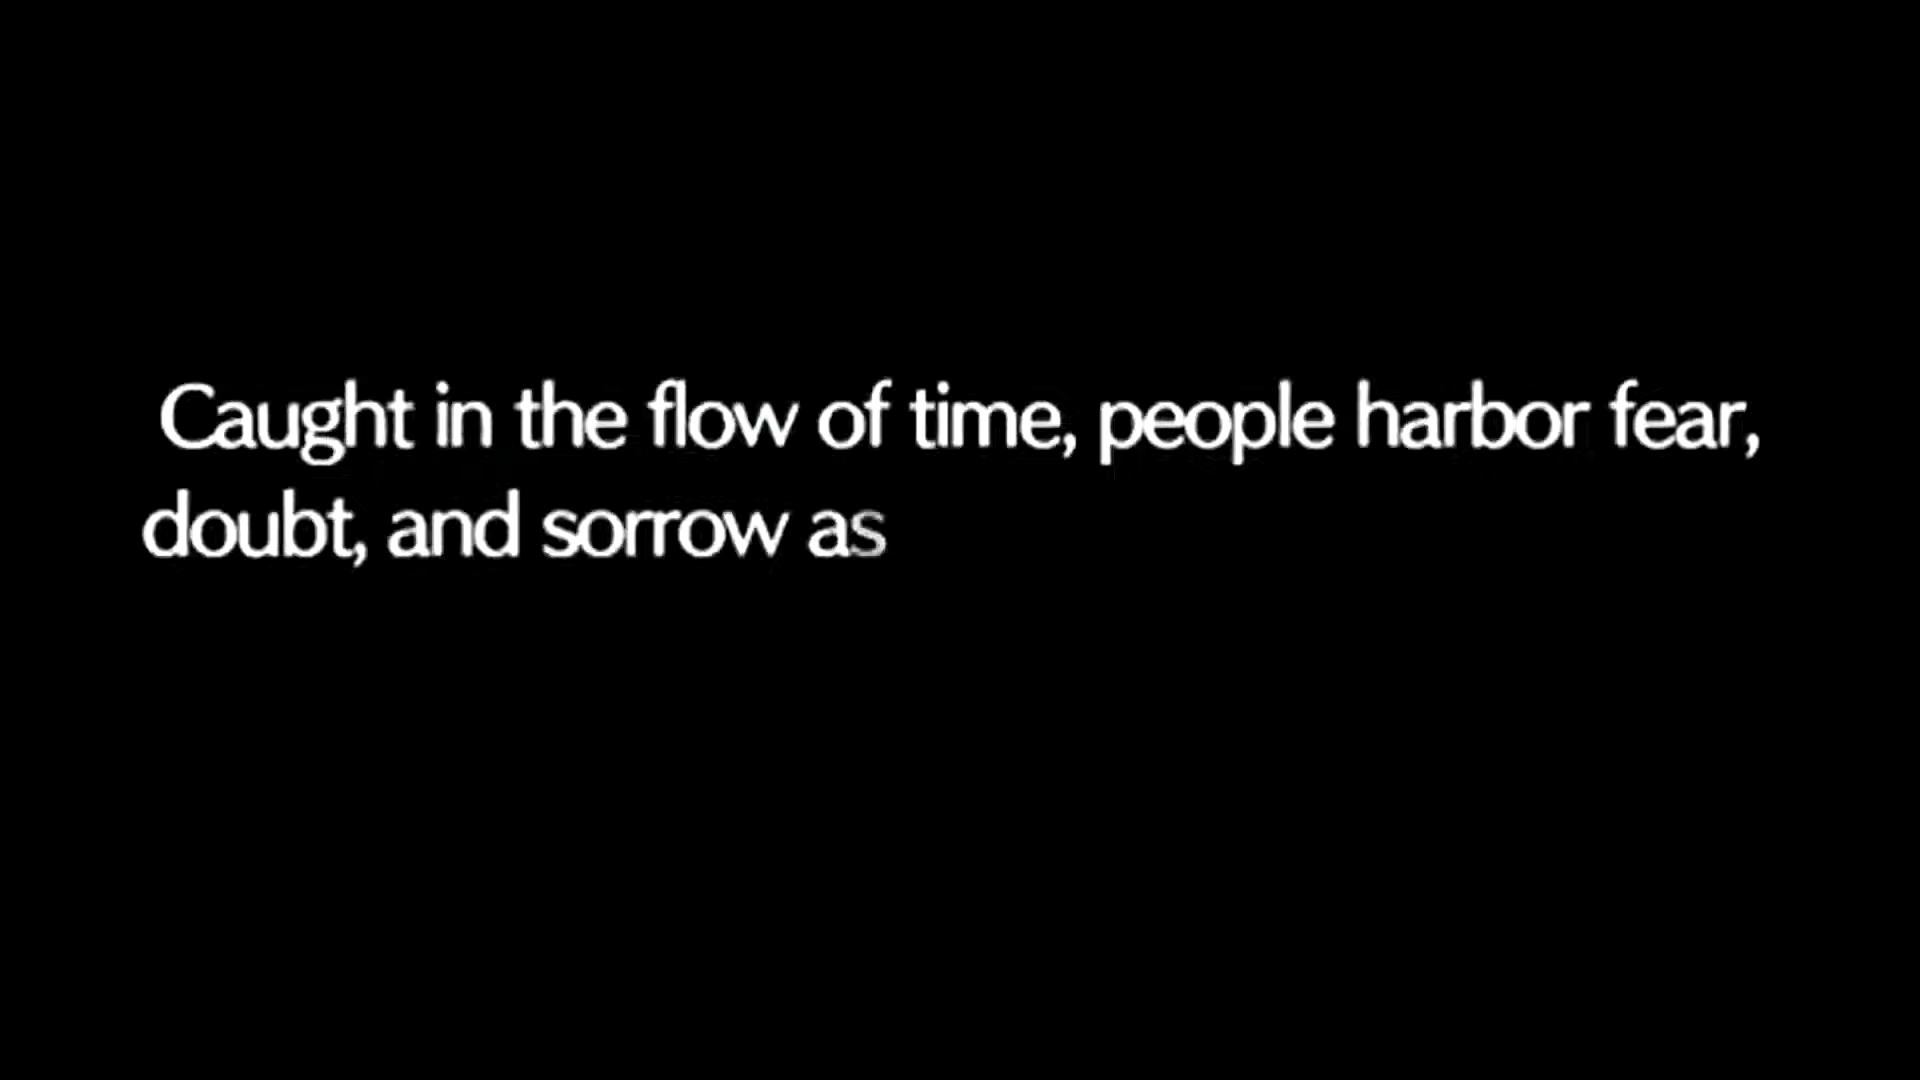 Caught in the flow of time, people harbor fear,
doubt, and sorrow as